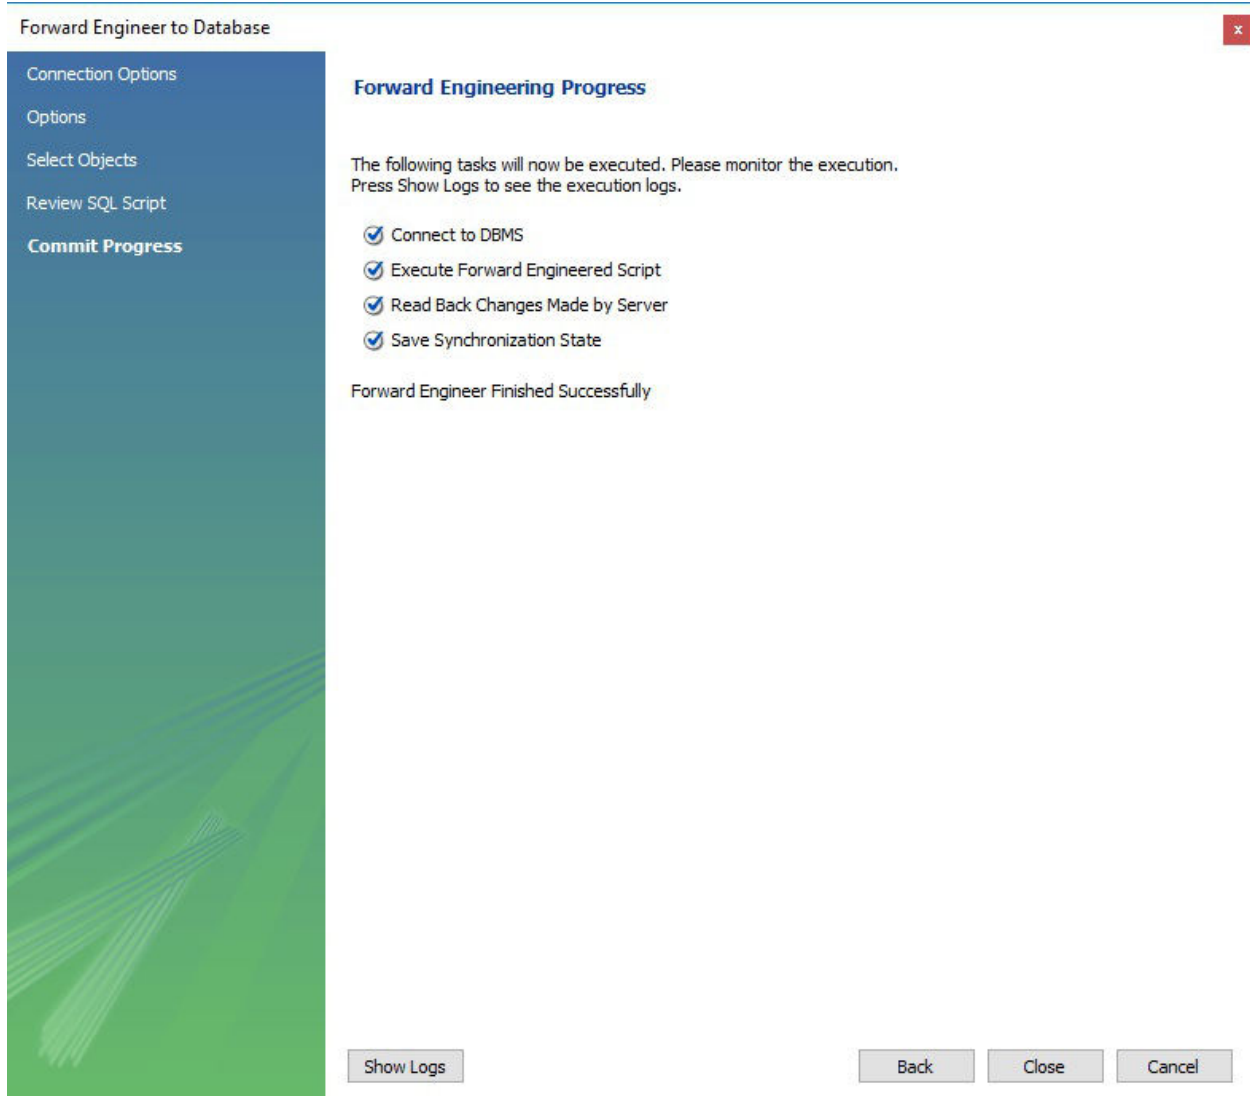 Forward Engineer to Database
x
Connection Options
Options
Select Objects
Review SQL Script
Commit Progress
Forward Engineering Progress
The following tasks will now be executed. Please monitor the execution.
Press Show Logs to see the execution logs.
Connect to DBMS
Execute Forward Engineered Script
Read Back Changes Made by Server
Save Synchronization State
Forward Engineer Finished Successfully
Show Logs
Back
Close
Cancel